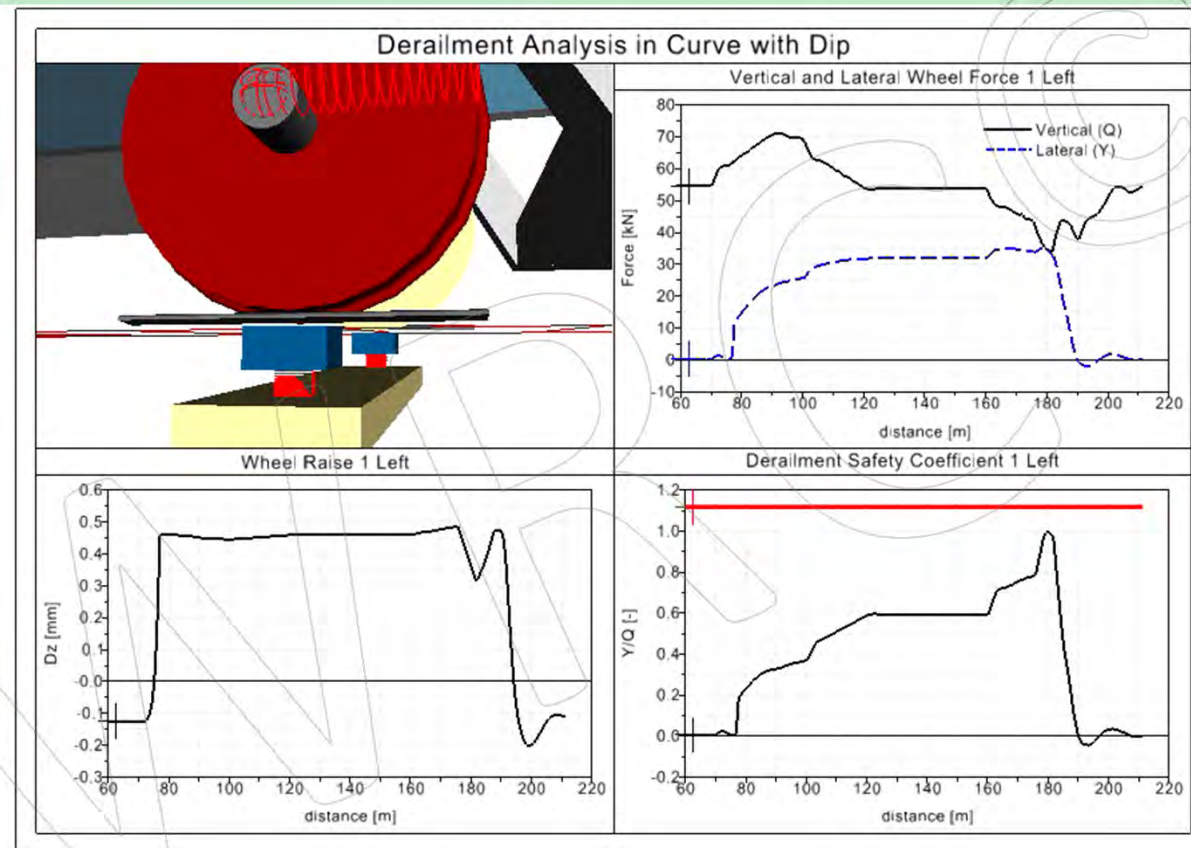 Derailment Analysis in Curve with Dip
Vertical and Lateral Wheel Force 1 Left
80
70
60
50
40
30
20
10
0
-10
Force [kN]
Vertical (Q)
Lateral (Y)
60 80 100 120 140 160 180 200 220
distance [m]
Wheel Raise 1 Left
0.6
0.5
0.4
0.3
0.2
0.1
-0.0
-0.1
-0.2
-0.3
Dz [mm]
60 80 100 120 140 160 180 200 220
distance [m]
Derailment Safety Coefficient 1 Left
1.2
1.0
0.8
0.6
0.4
0.2
0.0
-0.2
Y/Q [-]
60 80 100 120 140 160 180 200 220
distance [m]